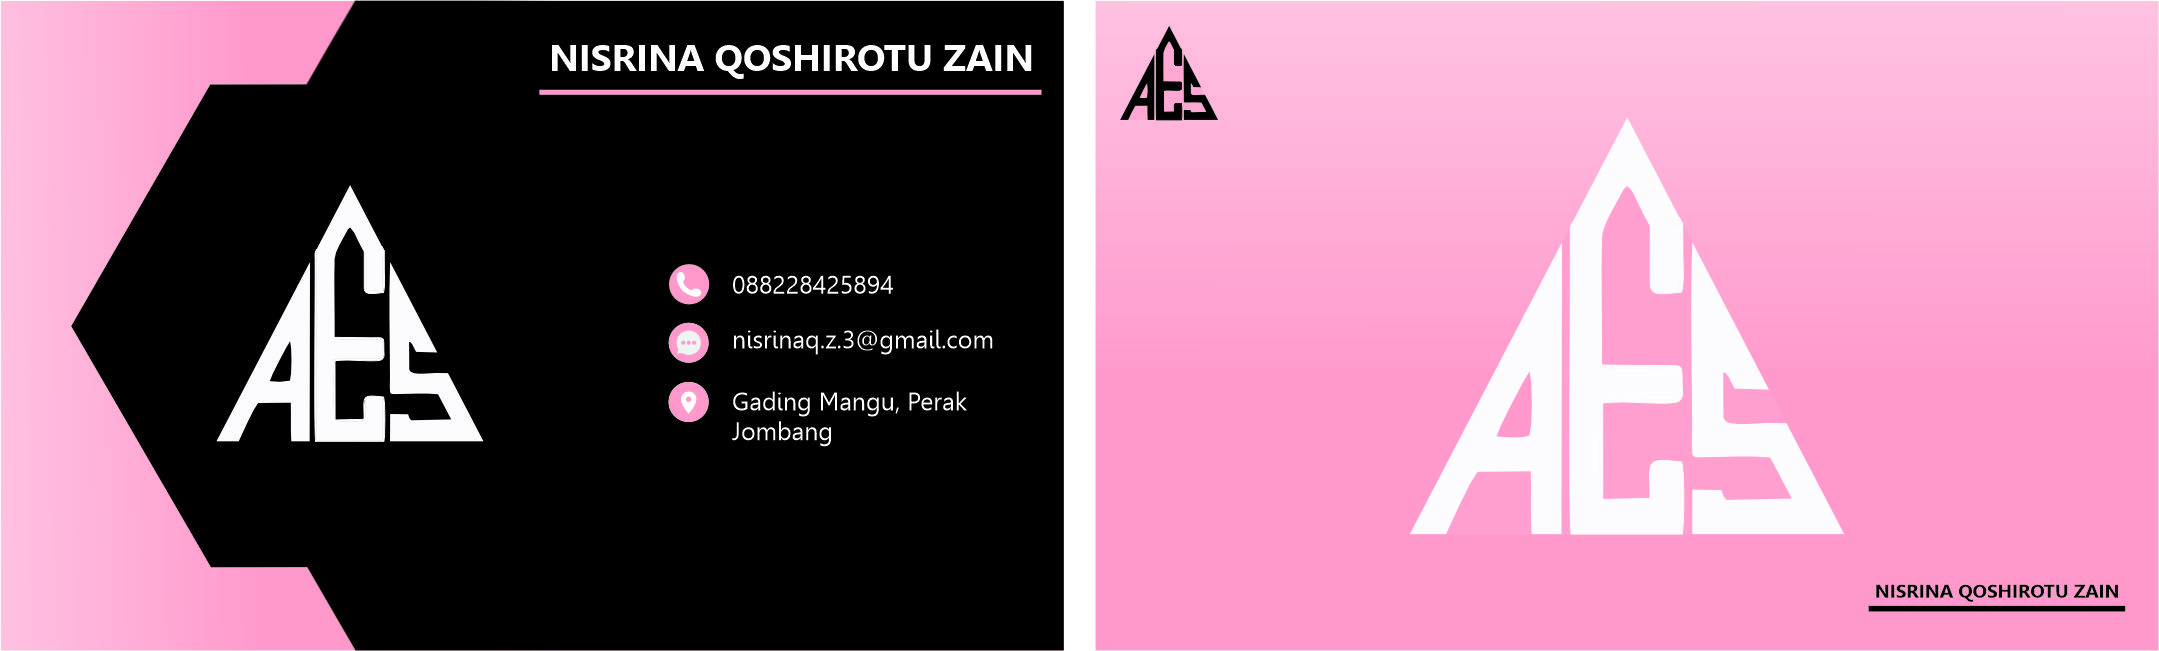 NISRINA QOSHIROTU ZAIN
AES
088228425894
nisrinaq.z.3@gmail.com
Gading Mangu, Perak
Jombang
AES
AES
NISRINA QOSHIROTU ZAIN